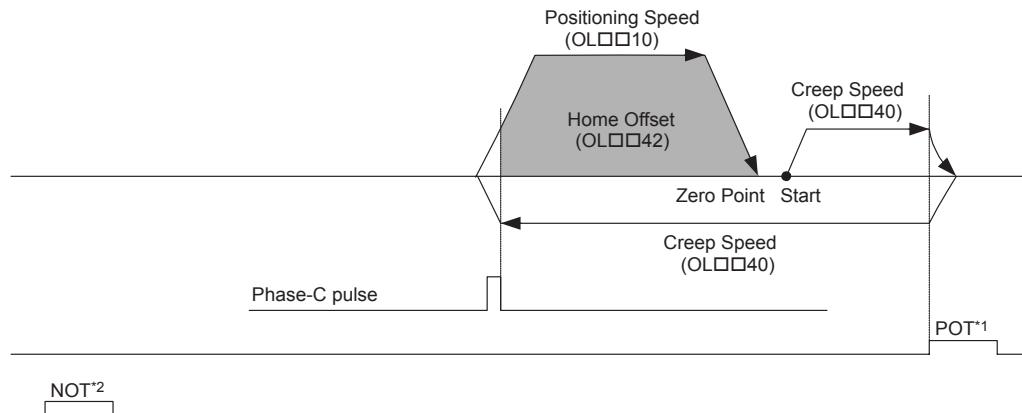 Positioning Speed
(OL□□10)
Creep Speed
(OL□□40)
Home Offset
(OL□□42)
Zero Point
Start
Creep Speed
(OL□□40)
Phase-C pulse
POT*1
NOT*2